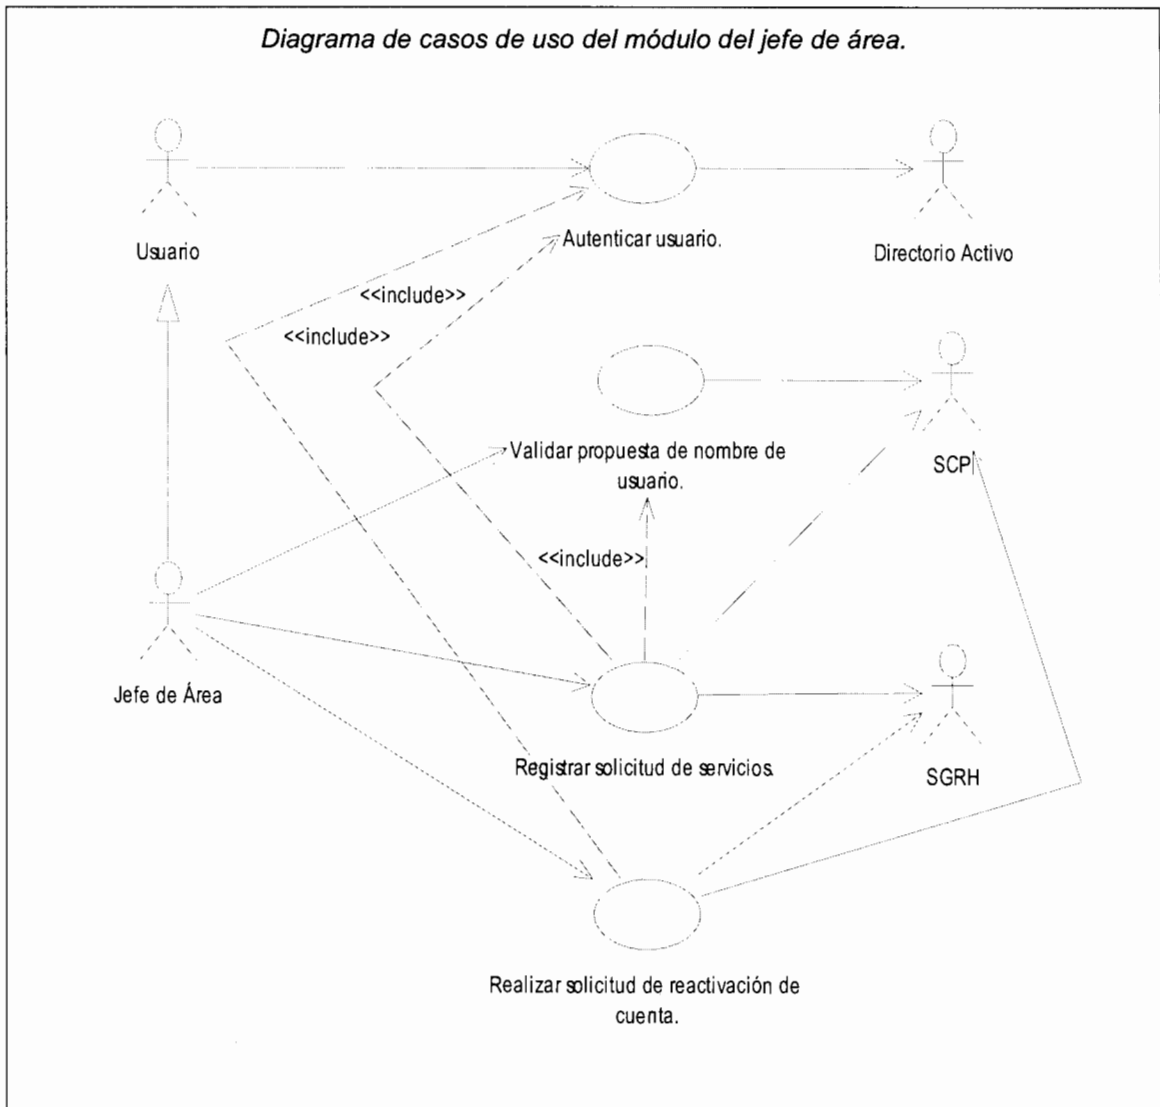 Diagrama de casos de uso del módulo del jefe de área.
Usuario
Autenticar usuario.
Directorio Activo
<<include>>
<<include>>
Validar propuesta de nombre de
usuario.
SCPI
<<include>>
Jefe de Área
Registrar solicitud de servicios.
SGRH
Realizar solicitud de reactivación de
cuenta.